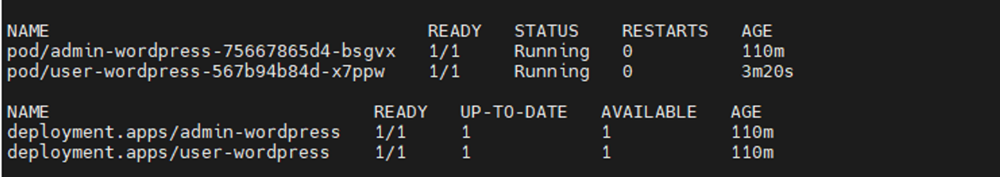 NAME READY STATUS RESTARTS AGE
pod/admin-wordpress-75667865d4-bsgvx 1/1 Running 0 110m
pod/user-wordpress-567b94b84d-x7ppw 1/1 Running 0 3m20s
NAME READY UP-TO-DATE AVAILABLE AGE
deployment.apps/admin-wordpress 1/1 1 1 110m
deployment.apps/user-wordpress 1/1 1 1 110m